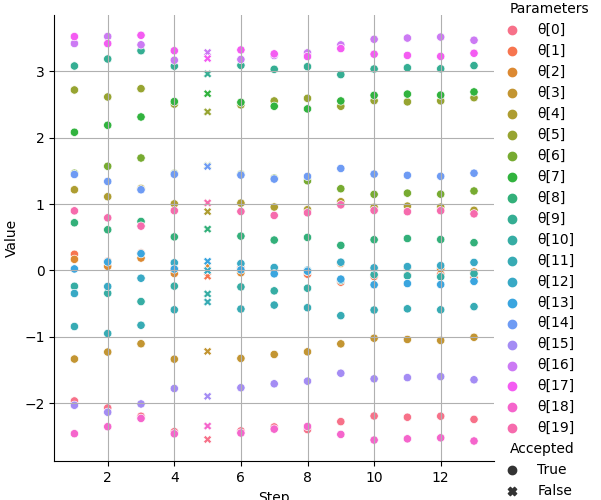 Parameters
θ[0]
θ[1]
θ[2]
θ[3]
θ[4]
θ[5]
θ[6]
θ[7]
θ[8]
θ[9]
θ[10]
θ[11]
θ[12]
θ[13]
θ[14]
θ[15]
θ[16]
θ[17]
θ[18]
θ[19]
Accepted
True
False
Value
3
2
1
0
−1
−2
2
4
6
8
10
12
Step